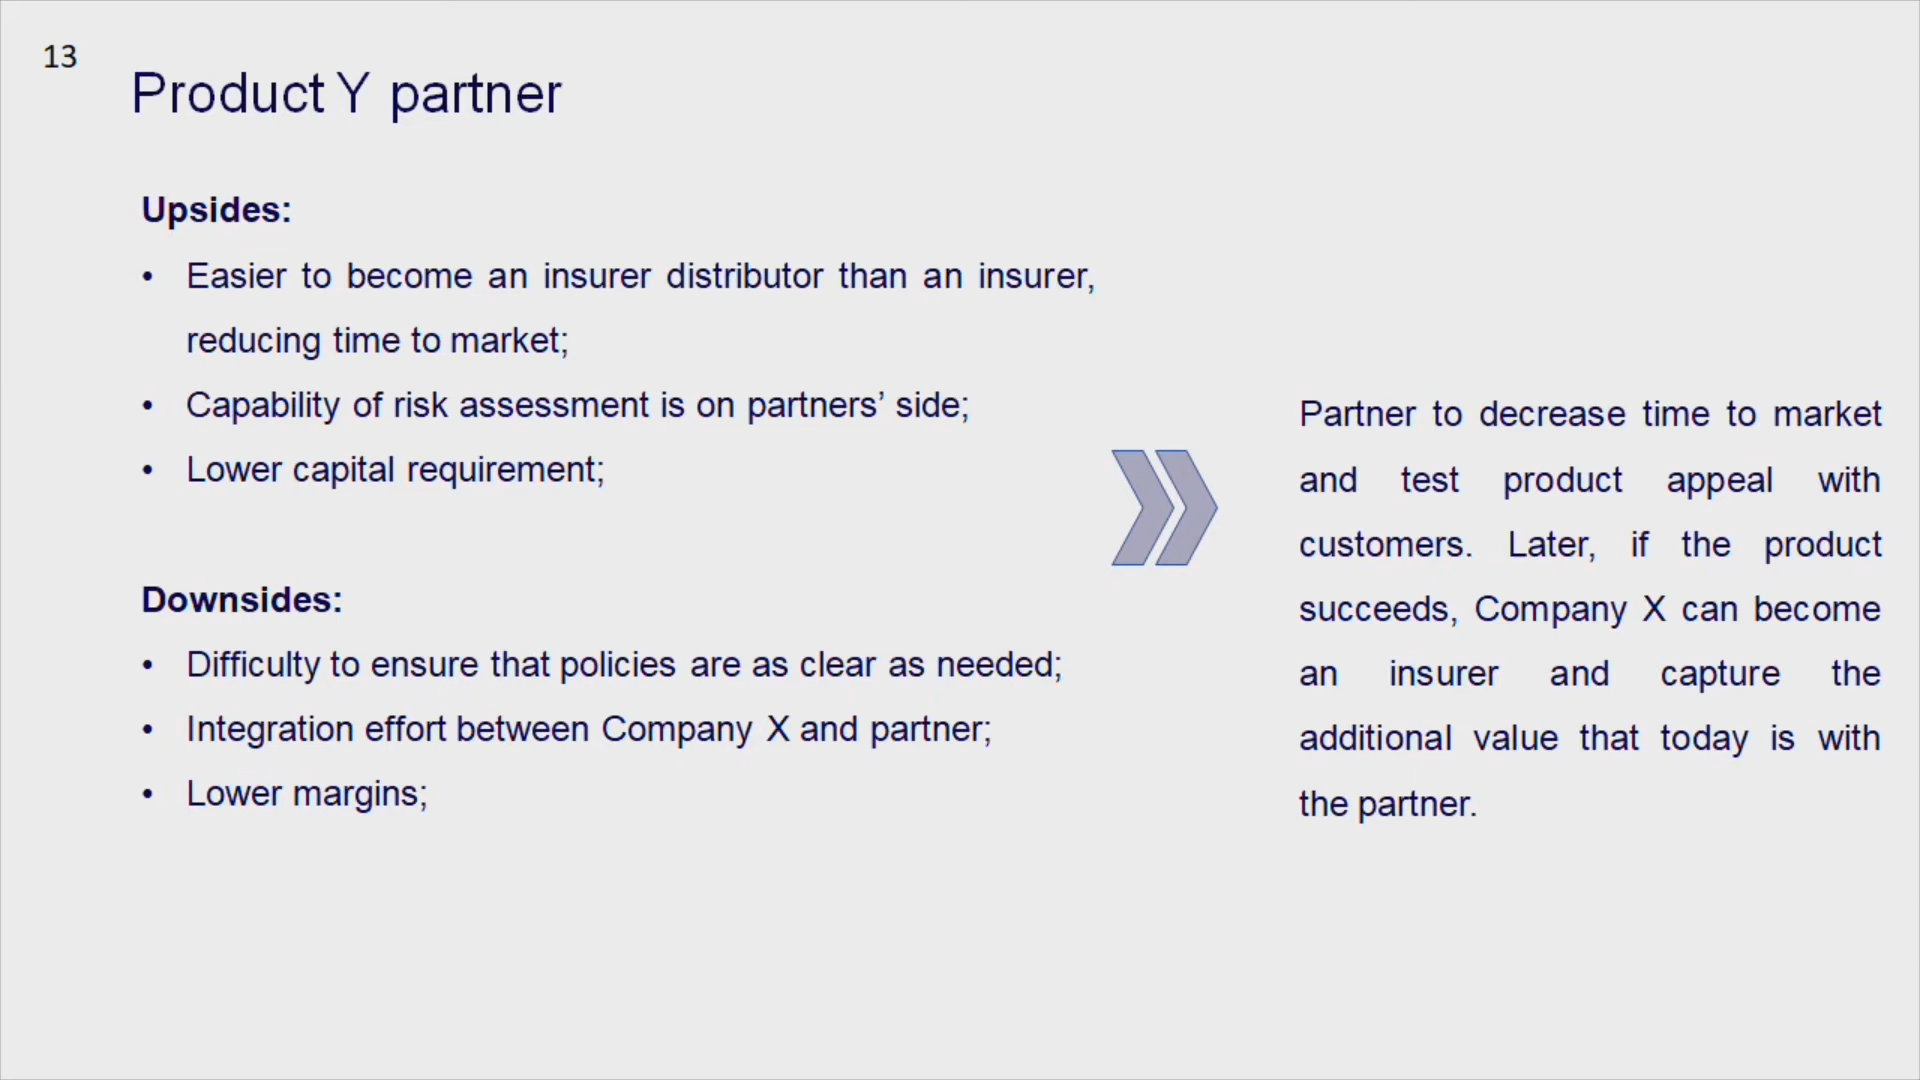 13
Product Y partner
Upsides:
• Easier to become an insurer distributor than an insurer,
reducing time to market;
• Capability of risk assessment is on partners’ side;
• Lower capital requirement;
Downsides:
• Difficulty to ensure that policies are as clear as needed;
• Integration effort between Company X and partner;
• Lower margins;
Partner to decrease time to market
and test product appeal with
customers. Later, if the product
succeeds, Company X can become
an insurer and capture the
additional value that today is with
the partner.